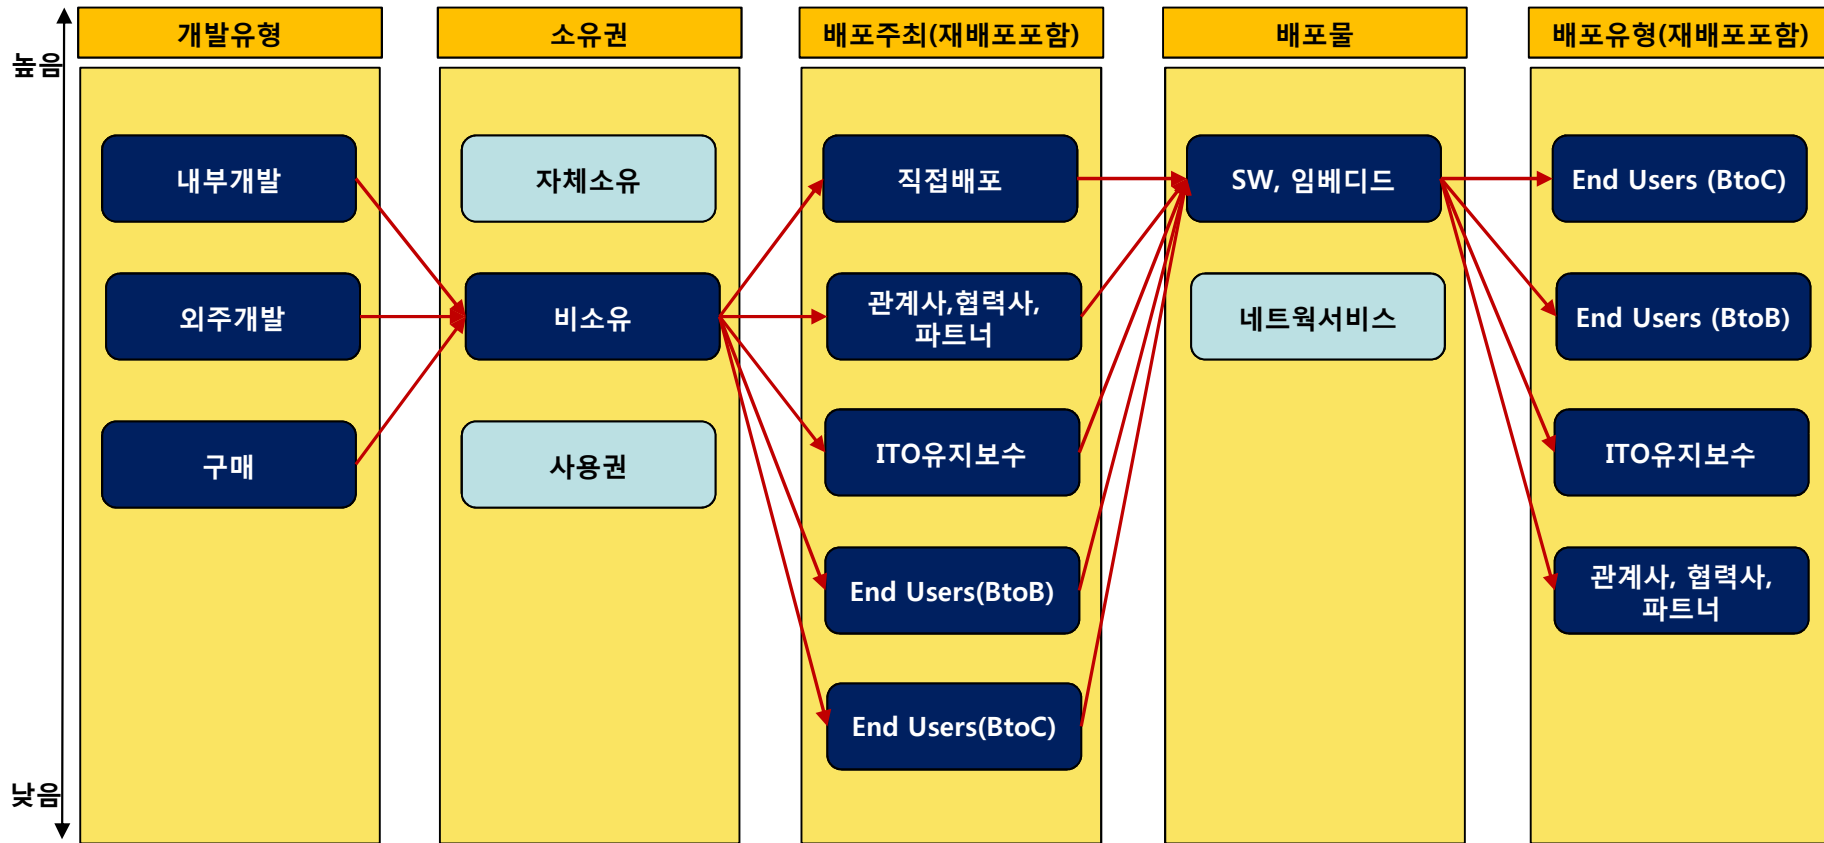 개발유형
소유권
배포주최(재배포포함)
배포물
배포유형(재배포포함)
높음
낮음
내부개발
외주개발
구매
자체소유
비소유
사용권
직접배포
관계사,협력사,
파트너
ITO유지보수
End Users(BtoB)
End Users(BtoC)
SW, 임베디드
네트웍서비스
End Users (BtoC)
End Users (BtoB)
ITO유지보수
관계사, 협력사,
파트너